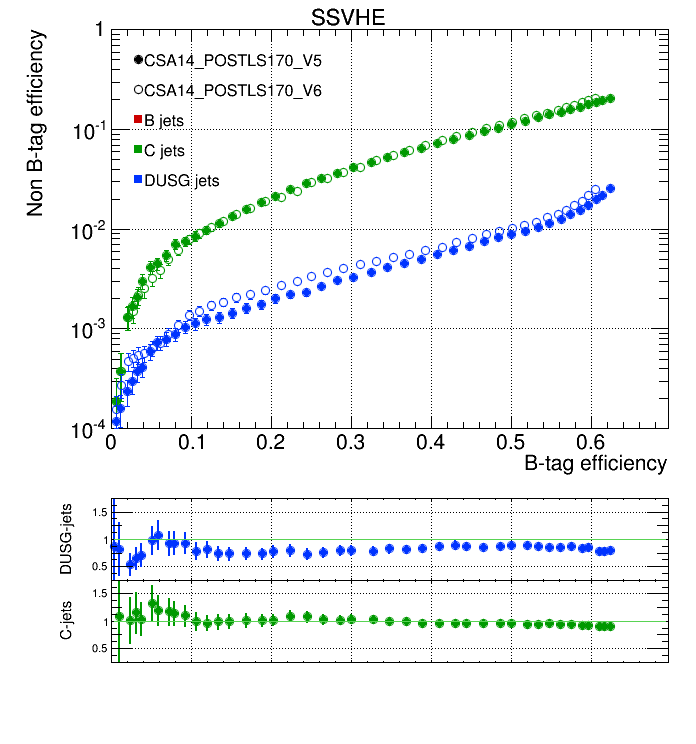 SSVHE
Non B-tag efficiency
1
10-1
10-2
10-3
10-4
CSA14_POSTLS170_V5
CSA14_POSTLS170_V6
B jets
C jets
DUSG jets
0 0.1 0.2 0.3 0.4 0.5 0.6
B-tag efficiency
DUSG-jets
1.5
1
0.5
C-jets
1.5
1
0.5